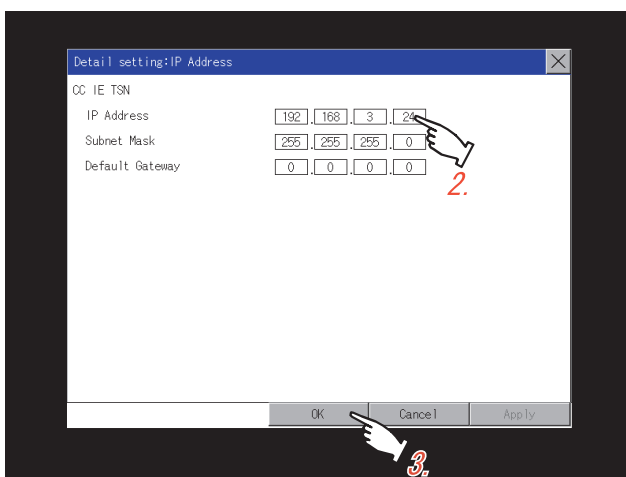 Detail setting:IP Address
CC IE TSN
IP Address 192 . 168 . 3 . 24
Subnet Mask 255 . 255 . 255 . 0
Default Gateway 0 . 0 . 0 . 0
2.
OK Cancel Apply
3.